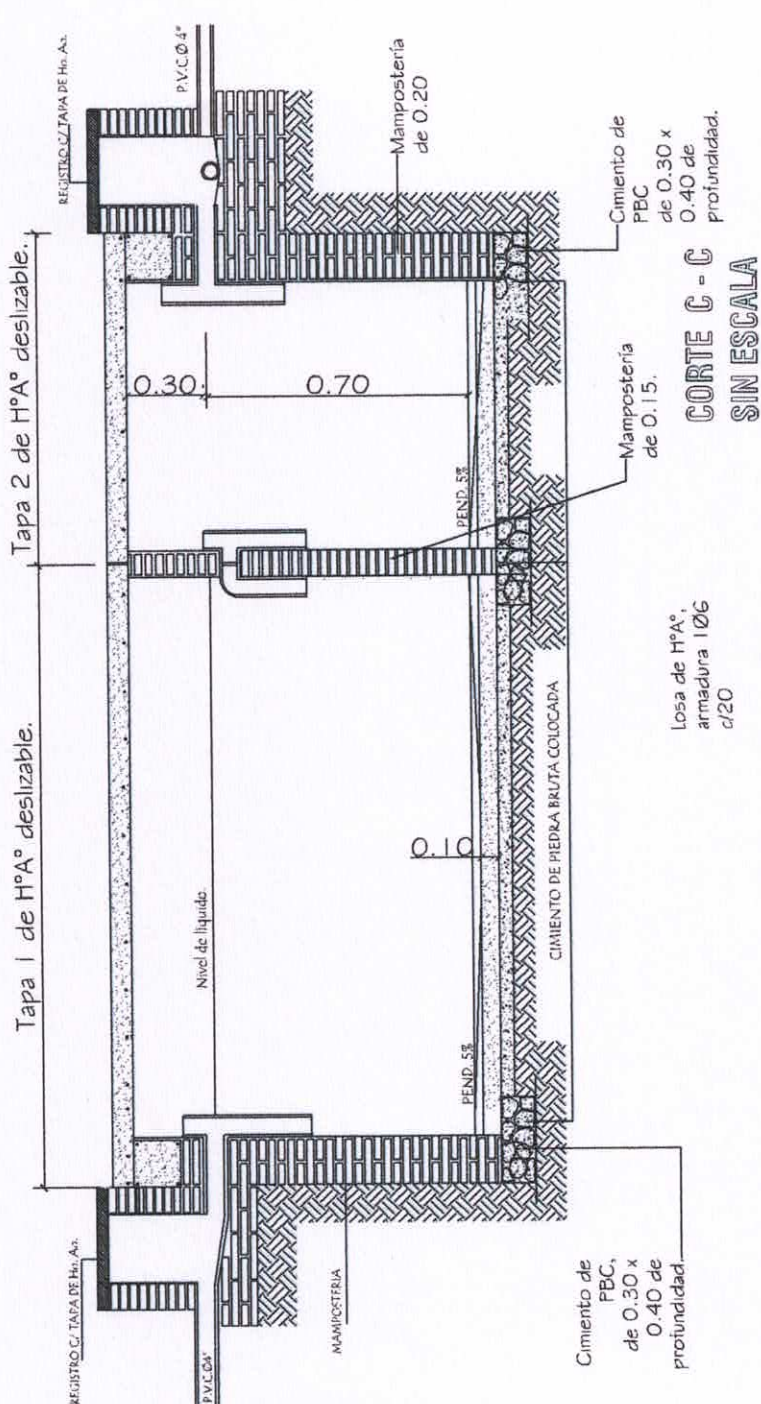 Tapa 1 de H°A° deslizable.
Tapa 2 de H°A° deslizable.
REGISTRO C/ TAPA DE Ho. Ao.
REGISTRO C/ TAPA DE Ho. Ao.
P.V.C.Ø4"
P.V.C.Ø 4"
0.30.
0.70
Nivel de liquido.
0.10
PEND. 5%
PEND. 5%
MAMPOSTERIA
Mampostería
de 0.20
Mampostería
de 0.15.
Cimiento de
PBC,
de 0.30 x
0.40 de
profundidad.
CIMIENTO DE PIEDRA BRUTA COLOCADA
Losa de H°A°,
armadura 1Ø6
c/20
Cimiento de
PBC
de 0.30 x
0.40 de
profundidad.
CORTE C - C
SIN ESCALA